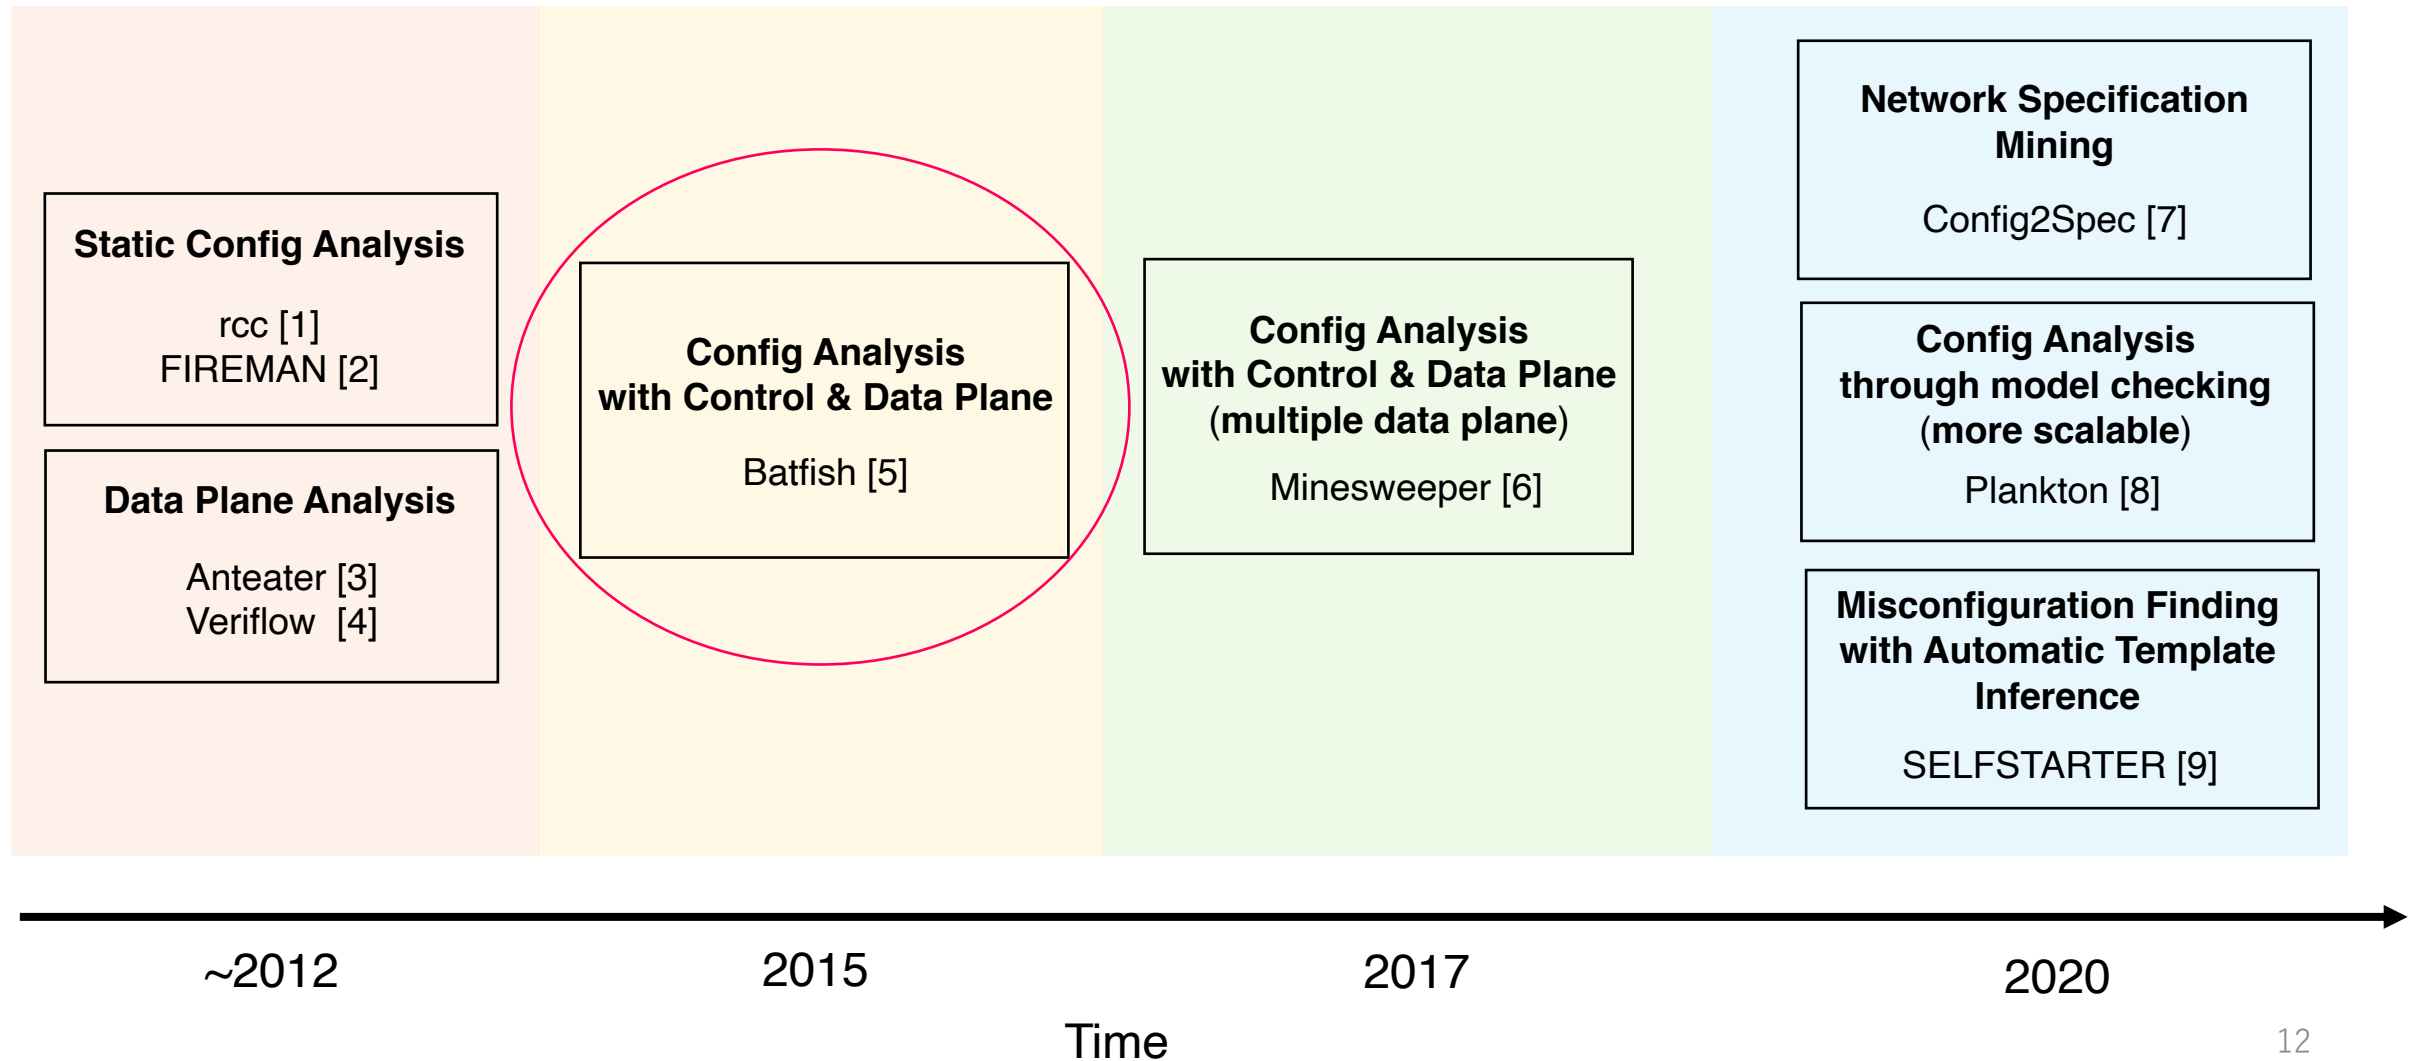 Static Config Analysis
rcc [1]
FIREMAN [2]
Data Plane Analysis
Anteater [3]
Veriflow [4]
Config Analysis
with Control & Data Plane
Batfish [5]
Config Analysis
with Control & Data Plane
(multiple data plane)
Minesweeper [6]
Network Specification
Mining
Config2Spec [7]
Config Analysis
through model checking
(more scalable)
Plankton [8]
Misconfiguration Finding
with Automatic Template
Inference
SELFSTARTER [9]
~2012
2015
2017
2020
Time
12